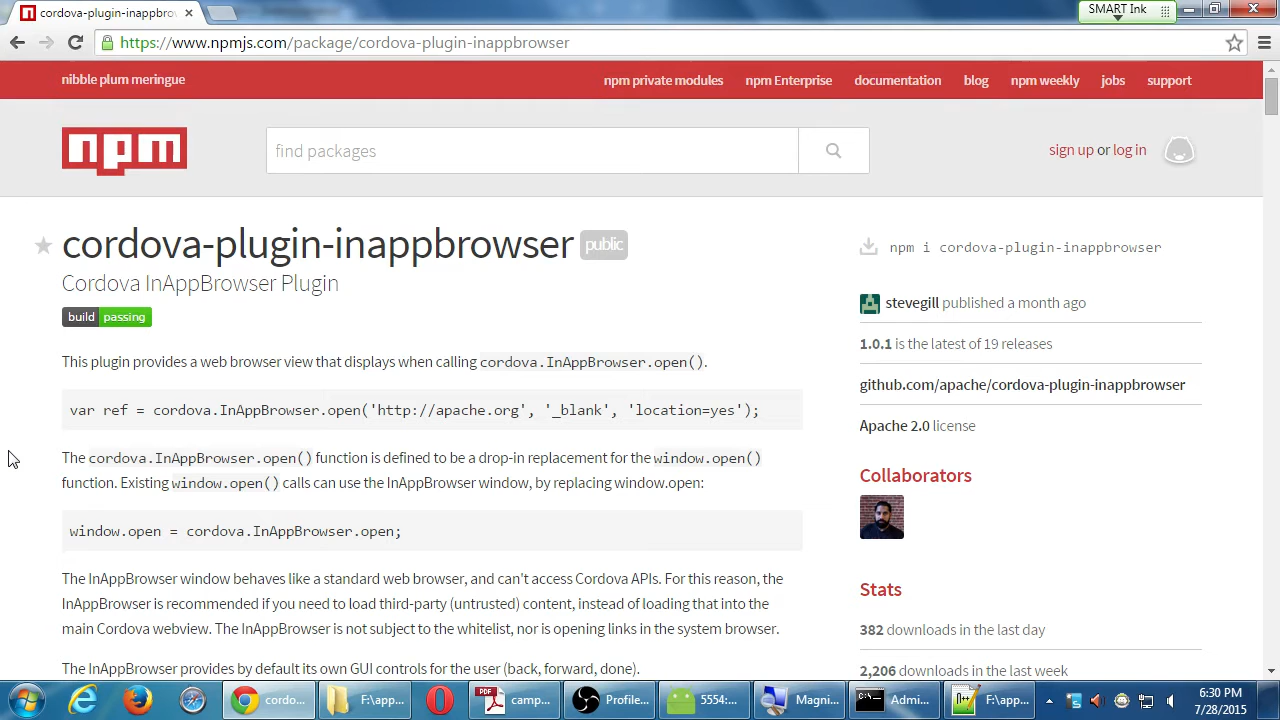 cordova-plugin-inappbrow
SMART Ink
https://www.npmjs.com/package/cordova-plugin-inappbrowser
nibble plum meringue
npm private modules
npm Enterprise
documentation
blog
npm weekly
jobs
support
npm
find packages
sign up or log in
cordova-plugin-inappbrowser public
Cordova InAppBrowser Plugin
build passing
This plugin provides a web browser view that displays when calling cordova.InAppBrowser.open().
var ref = cordova.InAppBrowser.open('http://apache.org', '_blank', 'location=yes');
The cordova.InAppBrowser.open() function is defined to be a drop-in replacement for the window.open()
function. Existing window.open() calls can use the InAppBrowser window, by replacing window.open:
window.open = cordova.InAppBrowser.open;
The InAppBrowser window behaves like a standard web browser, and can't access Cordova APIs. For this reason, the
InAppBrowser is recommended if you need to load third-party (untrusted) content, instead of loading that into the
main Cordova webview. The InAppBrowser is not subject to the whitelist, nor is opening links in the system browser.
The InAppBrowser provides by default its own GUI controls for the user (back, forward, done).
npm i cordova-plugin-inappbrowser
stevegill published a month ago
1.0.1 is the latest of 19 releases
github.com/apache/cordova-plugin-inappbrowser
Apache 2.0 license
Collaborators
Stats
382 downloads in the last day
2,206 downloads in the last week
cordo...
F:\app...
PDF
camp...
Profile...
5554:...
Magni...
C:\
Admi...
F:\app...
6:30 PM
7/28/2015